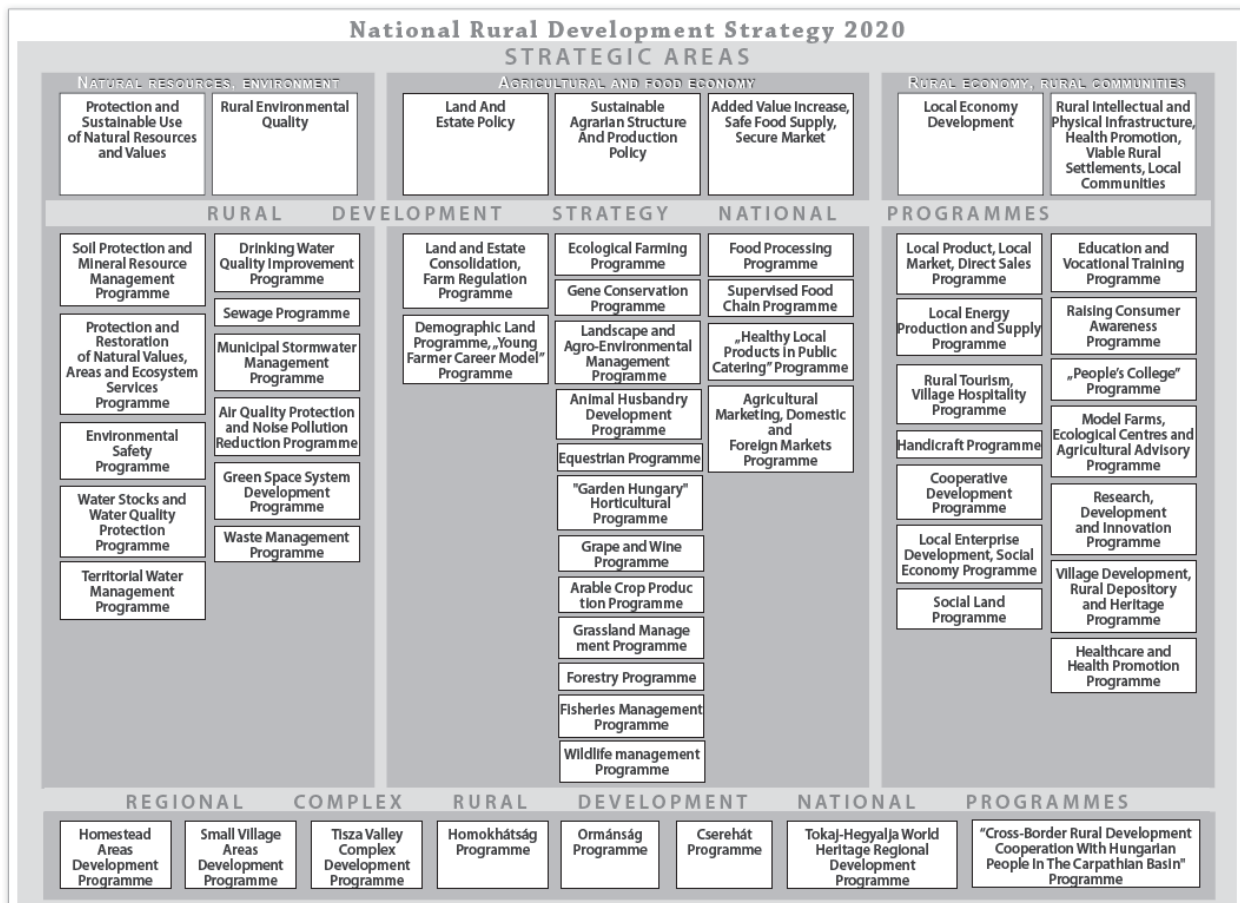 National Rural Development Strategy 2020
STRATEGIC AREAS
NATURAL RESOURCES, ENVIRONMENT
Protection and
Sustainable Use
of Natural Resources
and Values
Rural Environmental
Quality
AGRICULTURAL AND FOOD ECONOMY
Land And
Estate Policy
Sustainable
Agrarian Structure
And Production
Policy
Added Value Increase,
Safe Food Supply,
Secure Market
RURAL ECONOMY, RURAL COMMUNITIES
Local Economy
Development
Rural Intellectual and
Physical Infrastructure,
Health Promotion,
Viable Rural
Settlements, Local
Communities
RURAL DEVELOPMENT STRATEGY NATIONAL PROGRAMMES
Soil Protection and
Mineral Resource
Management
Programme
Protection and
Restoration
of Natural Values,
Areas and Ecosystem
Services
Programme
Environmental
Safety
Programme
Water Stocks and
Water Quality
Protection
Programme
Territorial Water
Management
Programme
Drinking Water
Quality Improvement
Programme
Sewage Programme
Municipal Stormwater
Management
Programme
Air Quality Protection
and Noise Pollution
Reduction Programme
Green Space System
Development
Programme
Waste Management
Programme
Land and Estate
Consolidation,
Farm Regulation
Programme
Demographic Land
Programme, „Young
Farmer Career Model”
Programme
Ecological Farming
Programme
Gene Conservation
Programme
Landscape and
Agro-Environmental
Management
Programme
Animal Husbandry
Development
Programme
Equestrian Programme
"Garden Hungary"
Horticultural
Programme
Grape and Wine
Programme
Arable Crop Produc
tion Programme
Grassland Manage
ment Programme
Forestry Programme
Fisheries Management
Programme
Wildlife management
Programme
Food Processing
Programme
Supervised Food
Chain Programme
„Healthy Local
Products in Public
Catering” Programme
Agricultural
Marketing, Domestic
and
Foreign Markets
Programme
Local Product, Local
Market, Direct Sales
Programme
Local Energy
Production and Supply
Programme
Rural Tourism,
Village Hospitality
Programme
Handicraft Programme
Cooperative
Development
Programme
Local Enterprise
Development, Social
Economy Programme
Social Land
Programme
Education and
Vocational Training
Programme
Raising Consumer
Awareness
Programme
„People’s College”
Programme
Model Farms,
Ecological Centres and
Agricultural Advisory
Programme
Research,
Development
and Innovation
Programme
Village Development,
Rural Depository
and Heritage
Programme
Healthcare and
Health Promotion
Programme
REGIONAL COMPLEX RURAL DEVELOPMENT NATIONAL PROGRAMMES
Homestead
Areas
Development
Programme
Small Village
Areas
Development
Programme
Tisza Valley
Complex
Development
Programme
Homokhátság
Programme
Ormánság
Programme
Cserehát
Programme
Tokaj-Hegyalja World
Heritage Regional
Development
Programme
“Cross-Border Rural Development
Cooperation With Hungarian
People In The Carpathian Basin"
Programme